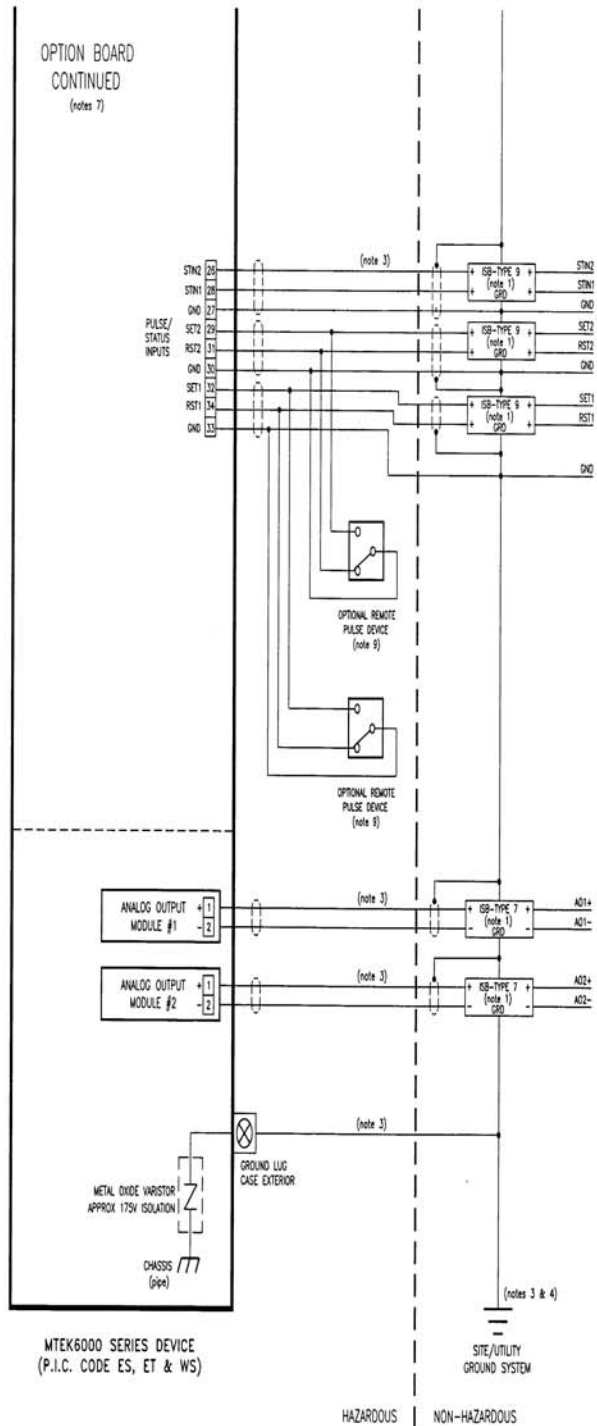 OPTION BOARD
CONTINUED
(notes 7)
PULSE/
STATUS
INPUTS
STIN2 26
STIN1 28
GND 27
SET2 29
RST2 31
GND 30
SET1 32
RST1 34
GND 33
(note 3)
+ ISB-TYPE 9 +
(note 1)
+ GRD +
STIN2
STIN1
GND
+ ISB-TYPE 9 +
(note 1)
+ GRD +
SET2
RST2
GND
+ ISB-TYPE 9 +
(note 1)
+ GRD +
SET1
RST1
GND
OPTIONAL REMOTE
PULSE DEVICE
(note 9)
OPTIONAL REMOTE
PULSE DEVICE
(note 9)
ANALOG OUTPUT + 1
MODULE #1 - 2
(note 3)
+ ISB-TYPE 7 +
(note 1)
- GRD -
AO1+
AO1-
ANALOG OUTPUT + 1
MODULE #2 - 2
(note 3)
+ ISB-TYPE 7 +
(note 1)
- GRD -
AO2+
AO2-
(note 3)
GROUND LUG
CASE EXTERIOR
METAL OXIDE VARISTOR
APPROX 175V ISOLATION
CHASSIS
(pipe)
(notes 3 & 4)
SITE/UTILITY
GROUND SYSTEM
MTEK6000 SERIES DEVICE
(P.I.C. CODE ES, ET & WS)
HAZARDOUS NON-HAZARDOUS